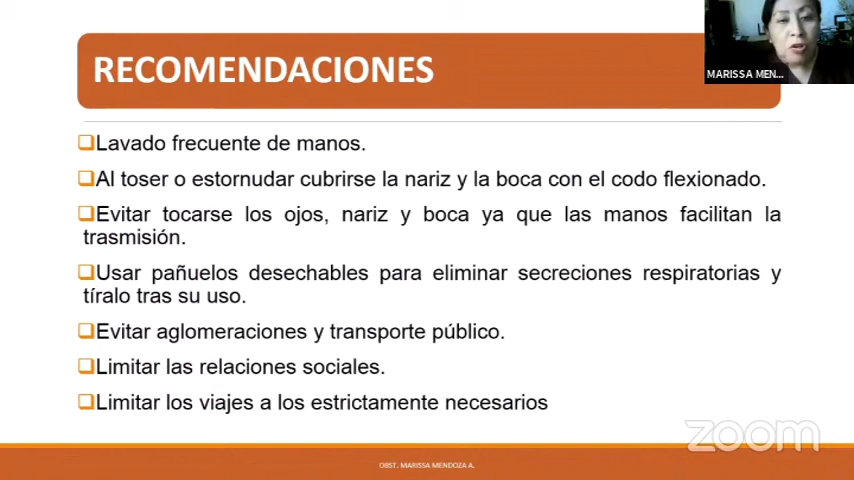 RECOMENDACIONES
MARISSA MEN...
❑Lavado frecuente de manos.
❑Al toser o estornudar cubrirse la nariz y la boca con el codo flexionado.
❑Evitar tocarse los ojos, nariz y boca ya que las manos facilitan la
trasmisión.
❑Usar pañuelos desechables para eliminar secreciones respiratorias y
tíralo tras su uso.
❑Evitar aglomeraciones y transporte público.
❑Limitar las relaciones sociales.
❑Limitar los viajes a los estrictamente necesarios
zoom
OBST. MARISSA MENDOZA A.